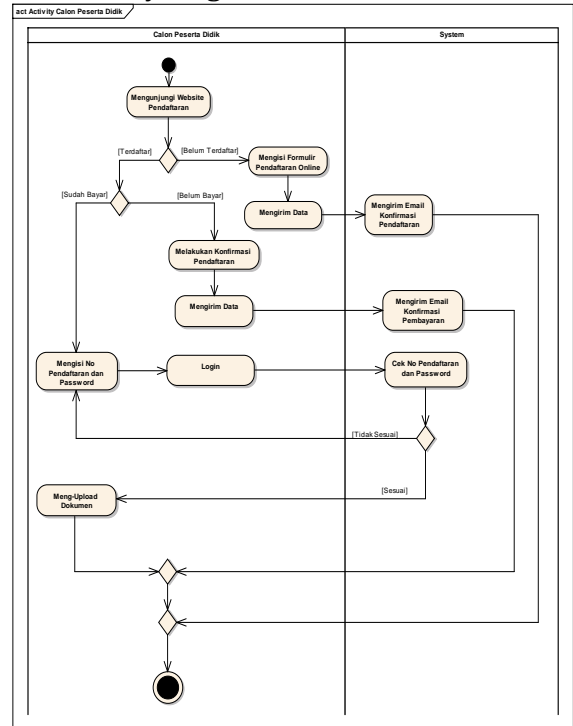 act Activity Calon Peserta Didik
Calon Peserta Didik
System
Mengunjungi Website
Pendaftaran
[Terdaftar]
[Belum Terdaftar]
Mengisi Formulir
Pendaftaran Online
[Sudah Bayar]
[Belum Bayar]
Mengirim Data
Mengirim Email
Konfirmasi
Pendaftaran
Melakukan Konfirmasi
Pendaftaran
Mengirim Data
Mengirim Email
Konfirmasi
Pembayaran
Mengisi No
Pendaftaran dan
Password
Login
Cek No Pendaftaran
dan Password
[Tidak Sesuai]
[Sesuai]
Meng-Upload
Dokumen